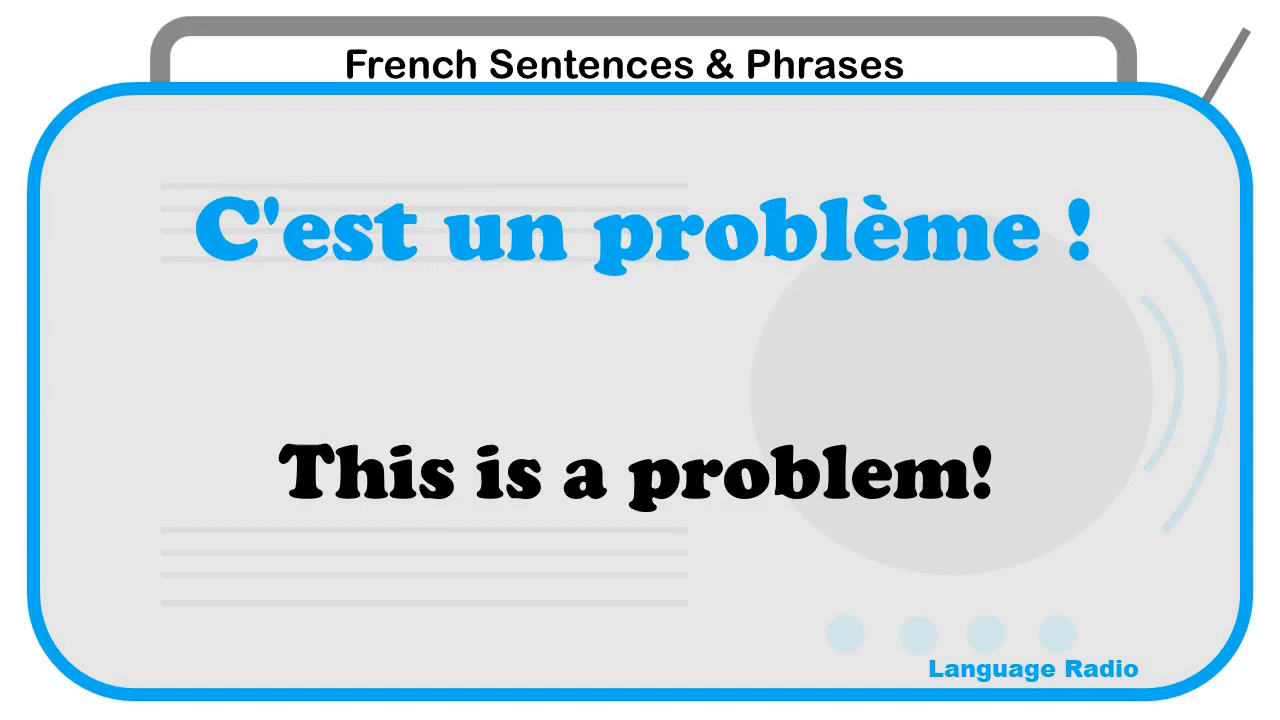 French Sentences & Phrases
C'est un problème !
This is a problem!
Language Radio